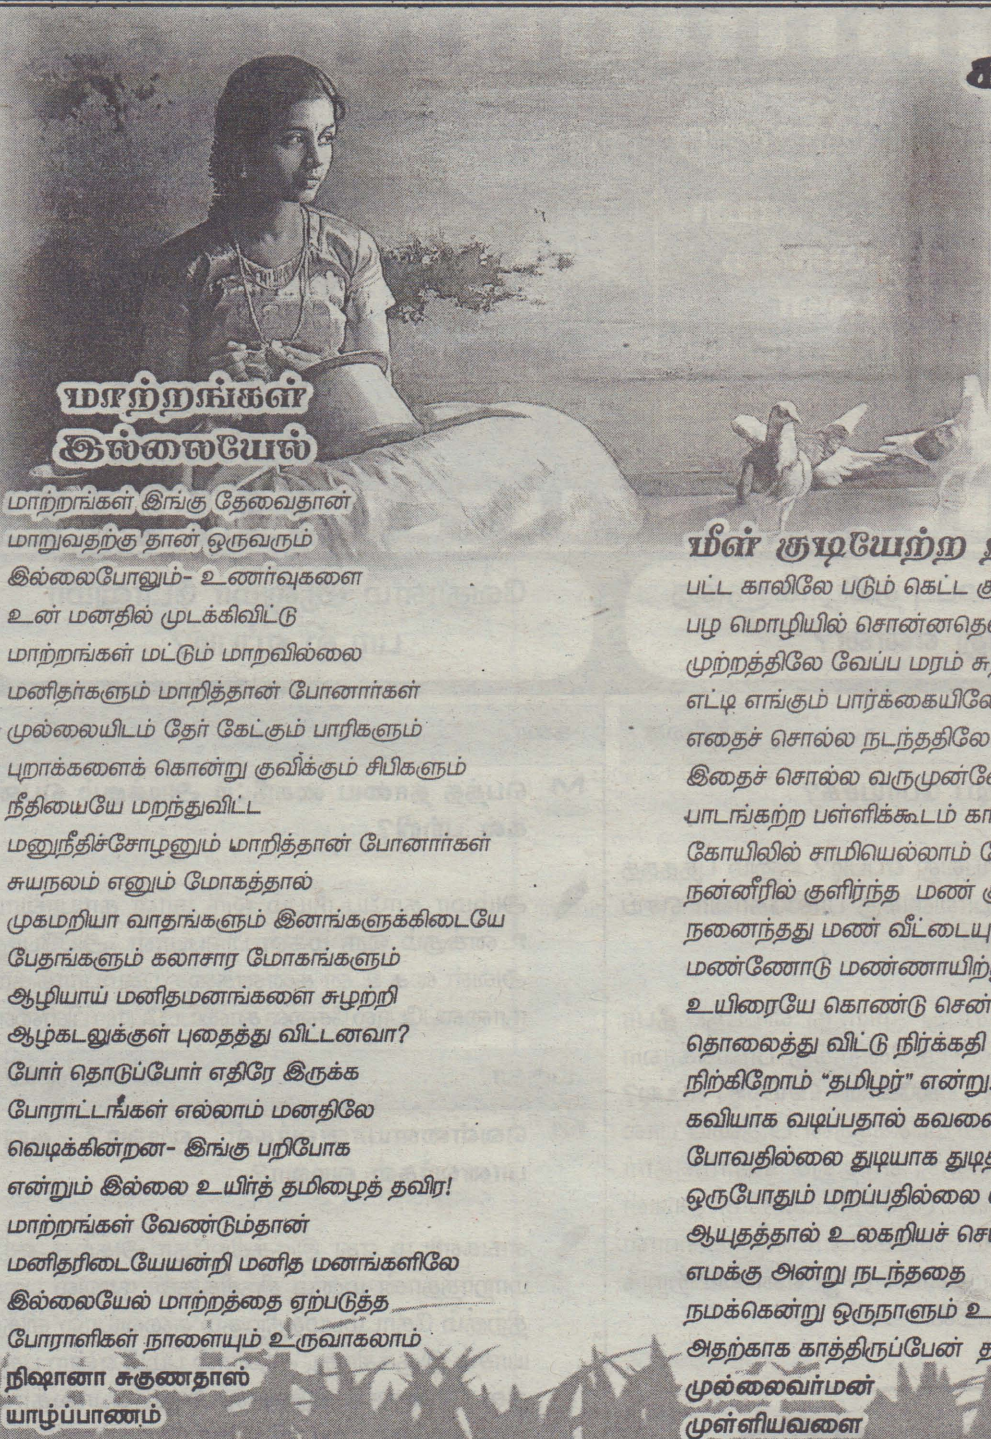 மாற்றங்கள்
இல்லையேல்
மாற்றங்கள் இங்கு தேவைதான்
மாறுவதற்கு தான் ஒருவரும்
இல்லைபோலும்- உணர்வுகளை
உன் மனதில் முடக்கிவிட்டு
மாற்றங்கள் மட்டும் மாறவில்லை
மனிதர்களும் மாறித்தான் போனார்கள்
முல்லையிடம் தேர் கேட்கும் பாரிகளும்
புறாக்களைக் கொன்று குவிக்கும் சிபிகளும்
நீதியையே மறந்துவிட்ட
மனுநீதிச்சோழனும் மாறித்தான் போனார்கள்
சுயநலம் எனும் மோகத்தால்
முகமறியா வாதங்களும் இனங்களுக்கிடையே
பேதங்களும் கலாசார மோகங்களும்
ஆழியாய் மனிதமனங்களை சுழற்றி
ஆழ்கடலுக்குள் புதைத்து விட்டனவா?
போர் தொடுப்போர் எதிரே இருக்க
போராட்டங்கள் எல்லாம் மனதிலே
வெடிக்கின்றன- இங்கு பறிபோக
என்றும் இல்லை உயிர்த் தமிழைத் தவிர!
மாற்றங்கள் வேண்டும்தான்
மனிதரிடையேயன்றி மனித மனங்களிலே
இல்லையேல் மாற்றத்தை ஏற்படுத்த
போராளிகள் நாளையும் உருவாகலாம்
நிஷானா சுகுணதாஸ்
யாழ்ப்பாணம்
மீள் குடியேற்ற
பட்ட காலிலே படும் கெட்ட
பழ மொழியில்
முற்றத்திலே வேப்ப மரம்
எட்டி எங்கும்
எதைச் சொல்ல நடந்ததிலே
இதைச் சொல்ல
பாடங்கற்ற பள்ளிக்கூடம்
கோயிலில் சாமியெல்லாம்
நன்னீரில் குளிர்ந்த மண்
நனைந்தது மண்
மண்ணோடு
உயிரையே கொண்டு
தொலைத்து விட்டு நிர்க்கதி
நிற்கிறோம் “தமிழர்” என்று
கவியாக வடிப்பதால்
போவதில்லை துடியாக
ஒருபோதும் மறப்பதில்லை
ஆயுதத்தால் உலகறியச்
எமக்கு அன்று நடந்ததை
நமக்கென்று ஒருநாளும்
அதற்காக காத்திருப்பேன்
முல்லைவர்மன்
முள்ளியவளை